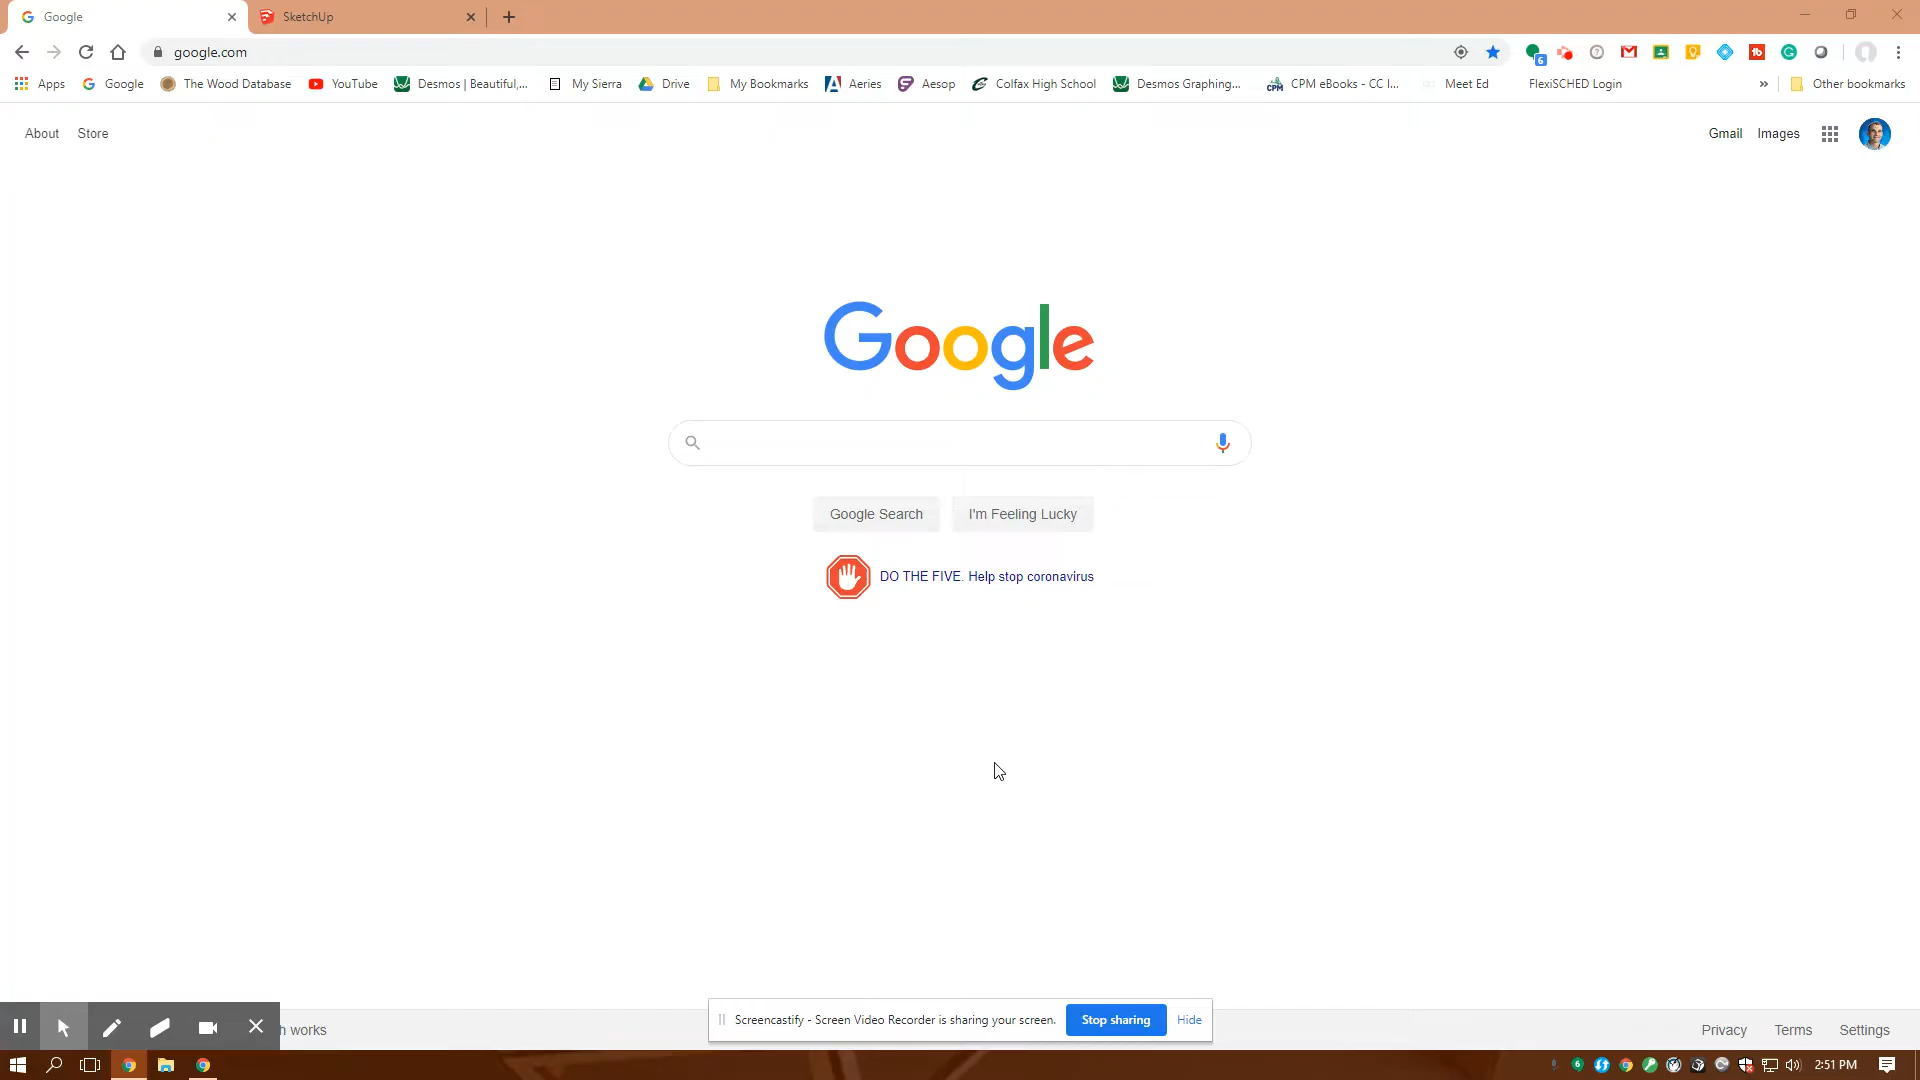 Google
SketchUp
google.com
6
Apps
Google
The Wood Database
YouTube
Desmos | Beautiful,...
My Sierra
Drive
My Bookmarks
Aeries
Aesop
Colfax High School
Desmos Graphing...
CPM
CPM eBooks - CC I...
Meet Ed
FlexiSCHED Login
»
Other bookmarks
About
Store
Gmail
Images
Google
Google Search
I'm Feeling Lucky
DO THE FIVE. Help stop coronavirus
Screencastify - Screen Video Recorder is sharing your screen.
Stop sharing
Hide
h works
Privacy
Terms
Settings
2:51 PM